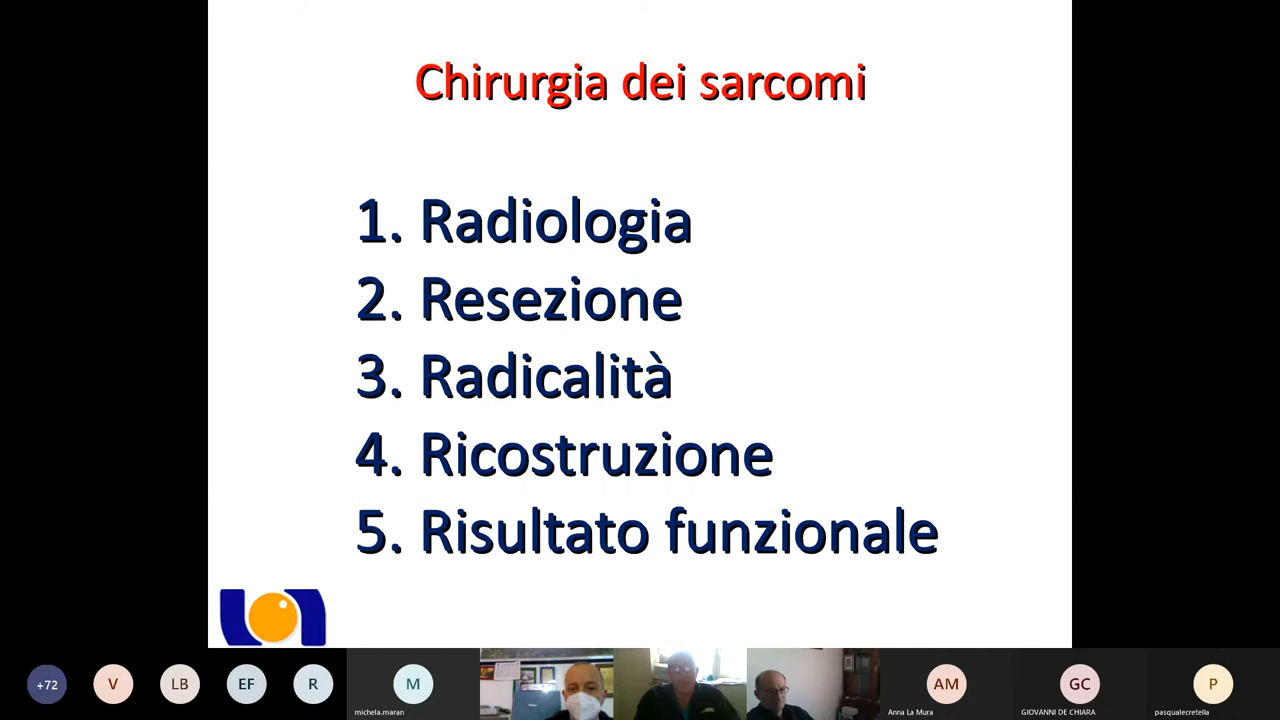 Chirurgia dei sarcomi
1. Radiologia
2. Resezione
3. Radicalità
4. Ricostruzione
5. Risultato funzionale
+72
V
LB
EF
R
M
michela.maran
AM
Anna La Mura
GC
GIOVANNI DE CHIARA
P
pasqualecretella